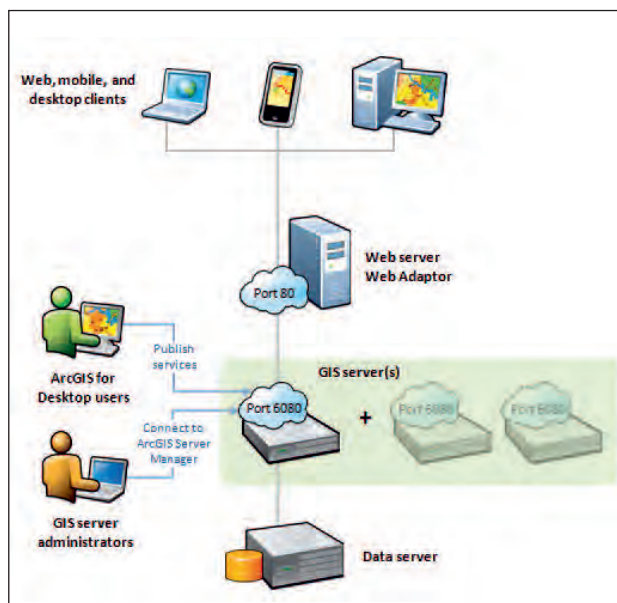 Web, mobile, and
desktop clients
Web server
Web Adaptor
Port 80
Publish
services
ArcGIS for
Desktop users
GIS server(s)
Port 6080
+
Port 6080
Port 6080
Connect to
ArcGIS Server
Manager
GIS server
administrators
Data server